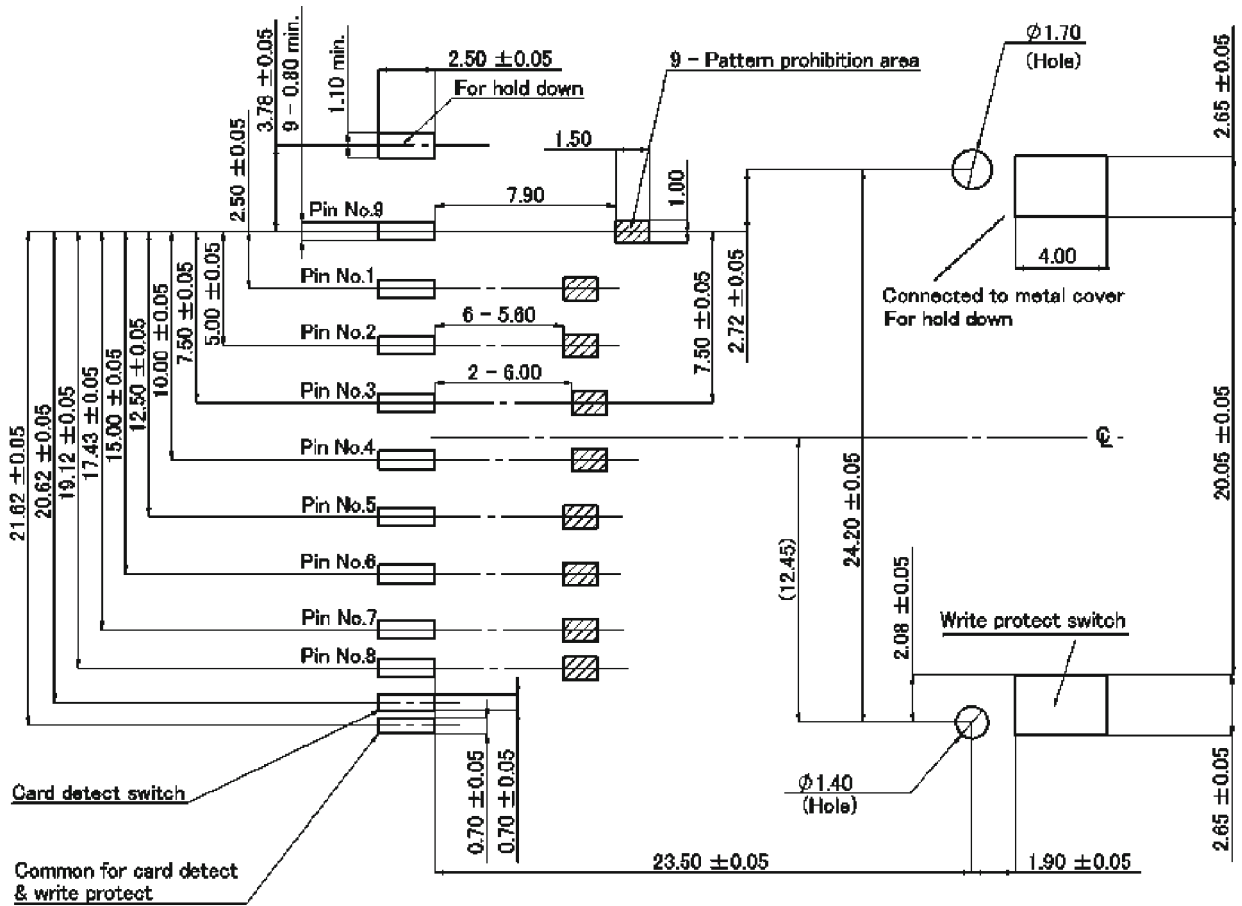 2.50 ±0.05
For hold down
9 – Pattern prohibition area
⌀1.70
(Hole)
2.65 ±0.05
3.78 ±0.05
9 – 0.80 min.
1.10 min.
2.50 ±0.05
1.50
1.00
7.90
Pin No.9
4.00
Connected to metal cover
For hold down
Pin No.1
Pin No.2
6 – 5.60
Pin No.3
2 – 6.00
Pin No.4
Pin No.5
Pin No.6
Pin No.7
Pin No.8
21.62 ±0.05
20.62 ±0.05
19.12 ±0.05
17.43 ±0.05
15.00 ±0.05
12.50 ±0.05
10.00 ±0.05
7.50 ±0.05
5.00 ±0.05
7.50 ±0.05
2.72 ±0.05
℄
20.05 ±0.05
24.20 ±0.05
(12.45)
2.08 ±0.05
Write protect switch
Card detect switch
0.70 ±0.05
0.70 ±0.05
⌀1.40
(Hole)
2.65 ±0.05
Common for card detect
& write protect
23.50 ±0.05
1.90 ±0.05